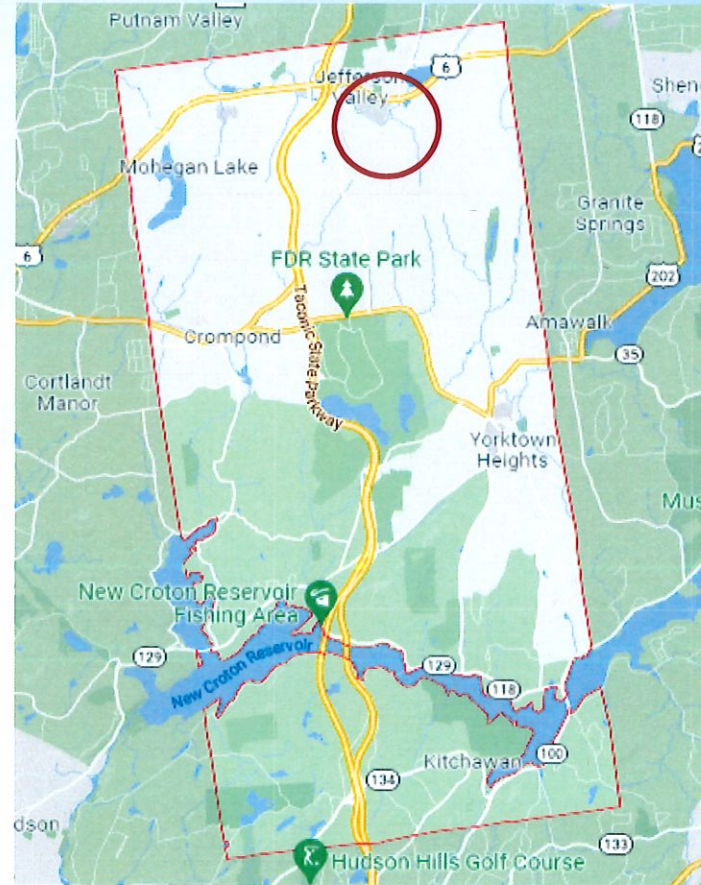 Putnam Valley
Jefferson
Valley
6
Shen
118
2
Mohegan Lake
Granite
Springs
6
FDR State Park
202
Taconic State Parkway
Crompond
Amawalk
35
Cortlandt
Manor
Yorktown
Heights
Mus
New Croton Reservoir
Fishing Area
129
New Croton Reservoir
129
118
Kitchawan
100
134
dson
133
Hudson Hills Golf Course